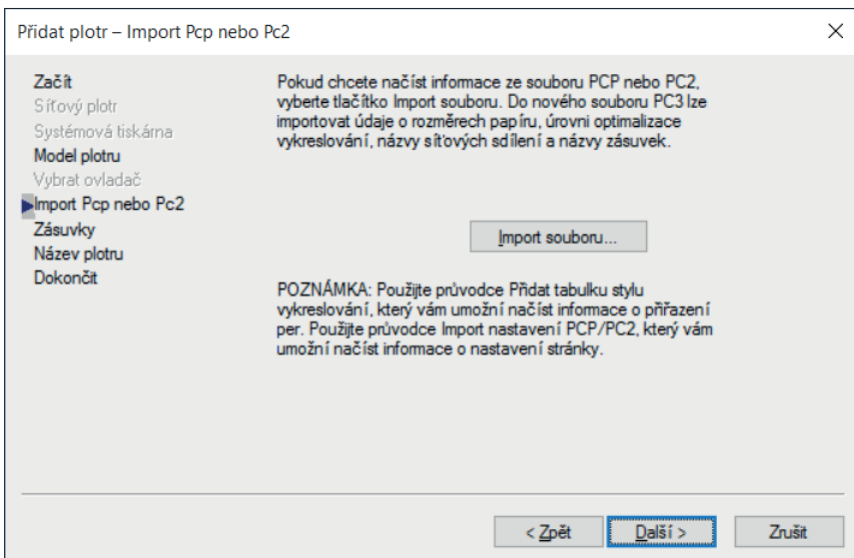 Přidat plotr – Import Pcp nebo Pc2
Začít
Síťový plotr
Systémová tiskárna
Model plotru
Vybrat ovladač
Import Pcp nebo Pc2
Zásuvky
Název plotru
Dokončit
Pokud chcete načíst informace ze souboru PCP nebo PC2,
vyberte tlačítko Import souboru. Do nového souboru PC3 lze
importovat údaje o rozměrech papíru, úrovni optimalizace
vykreslování, názvy síťových sdílení a názvy zásuvek.
Import souboru...
POZNÁMKA: Použijte průvodce Přidat tabulku stylu
vykreslování, který vám umožní načíst informace o přiřazení
per. Použijte průvodce Import nastavení PCP/PC2, který vám
umožní načíst informace o nastavení stránky.
< Zpět
Další >
Zrušit